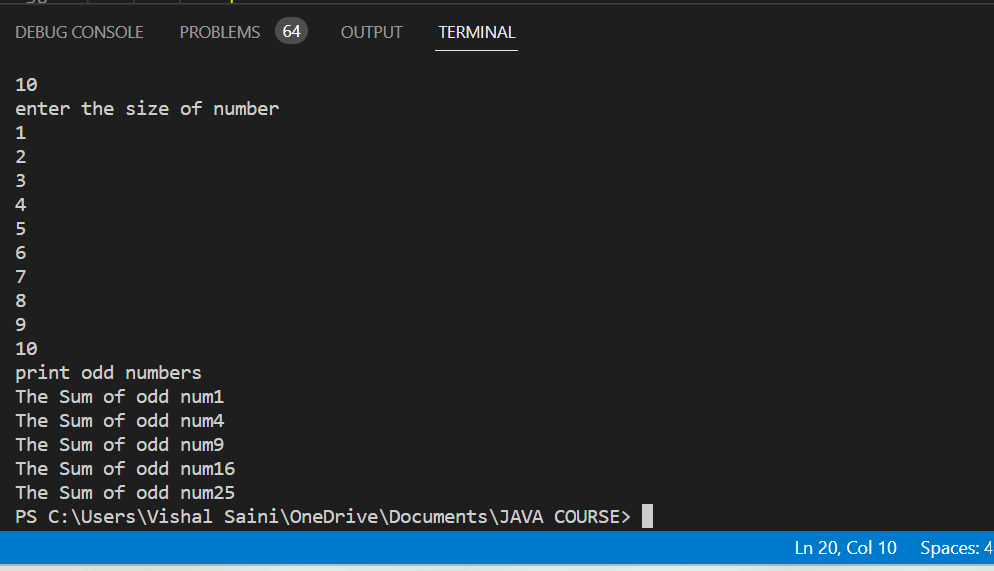 DEBUG CONSOLE PROBLEMS 64 OUTPUT TERMINAL
10
enter the size of number
1
2
3
4
5
6
7
8
9
10
print odd numbers
The Sum of odd num1
The Sum of odd num4
The Sum of odd num9
The Sum of odd num16
The Sum of odd num25
PS C:\Users\Vishal Saini\OneDrive\Documents\JAVA COURSE>
Ln 20, Col 10 Spaces: 4